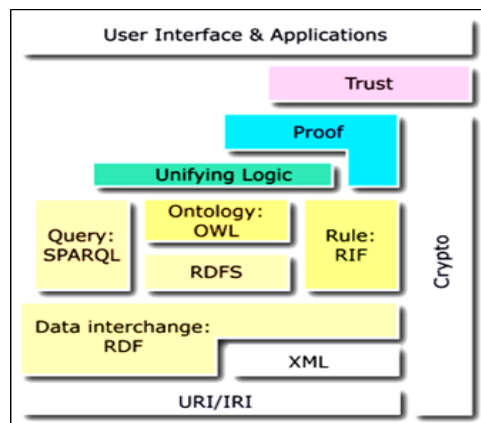 User Interface & Applications
Trust
Proof
Unifying Logic
Query:
SPARQL
Ontology:
OWL
RDFS
Rule:
RIF
Crypto
Data interchange:
RDF
XML
URI/IRI